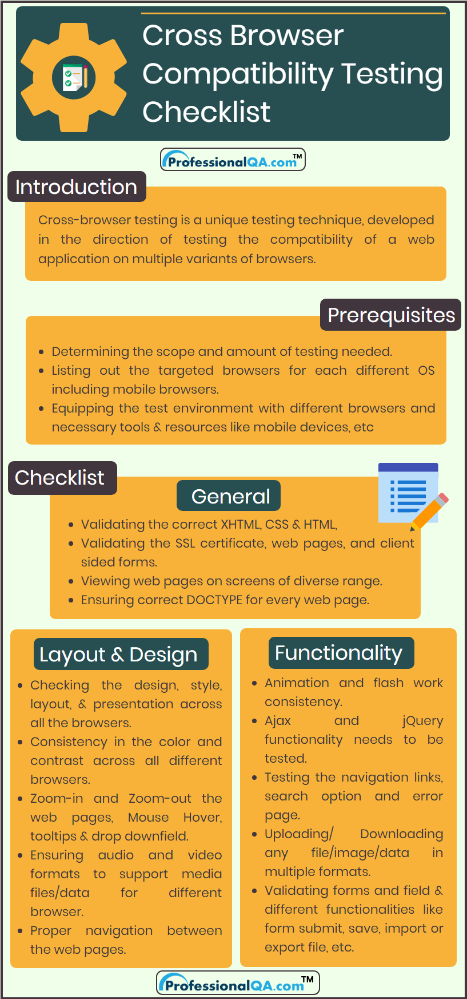 Cross Browser
Compatibility Testing
Checklist
ProfessionalQA.com™
Introduction
Cross-browser testing is a unique testing technique, developed
in the direction of testing the compatibility of a web
application on multiple variants of browsers.
Prerequisites
• Determining the scope and amount of testing needed.
• Listing out the targeted browsers for each different OS
including mobile browsers.
• Equipping the test environment with different browsers and
necessary tools & resources like mobile devices, etc
Checklist
General
• Validating the correct XHTML, CSS & HTML,
• Validating the SSL certificate, web pages, and client
sided forms.
• Viewing web pages on screens of diverse range.
• Ensuring correct DOCTYPE for every web page.
Layout & Design
• Checking the design, style,
layout, & presentation across
all the browsers.
• Consistency in the color and
contrast across all different
browsers.
• Zoom-in and Zoom-out the
web pages, Mouse Hover,
tooltips & drop downfield.
• Ensuring audio and video
formats to support media
files/data for different
browser.
• Proper navigation between
the web pages.
Functionality
• Animation and flash work
consistency.
• Ajax and jQuery
functionality needs to be
tested.
• Testing the navigation links,
search option and error
page.
• Uploading/ Downloading
any file/image/data in
multiple formats.
• Validating forms and field &
different functionalities like
form submit, save, import or
export file, etc.
ProfessionalQA.com™